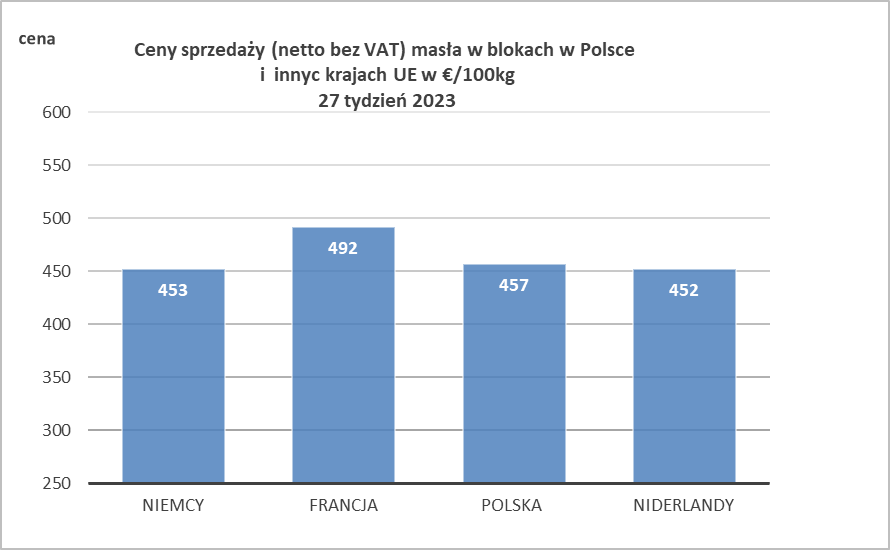 cena
Ceny sprzedaży (netto bez VAT) masła w blokach w Polsce
i innyc krajach UE w €/100kg
27 tydzień 2023
600
550
500
450
400
350
300
250
453
492
457
452
NIEMCY
FRANCJA
POLSKA
NIDERLANDY